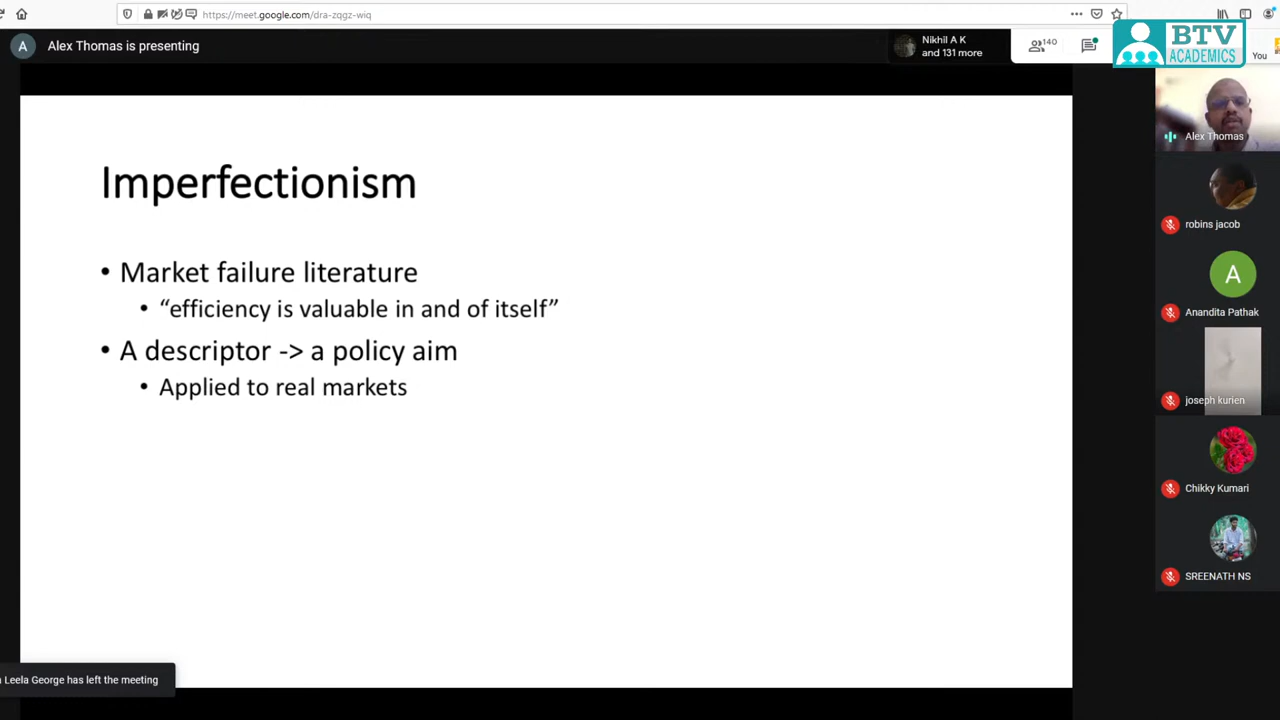 https://meet.google.com/dra-zqgz-wiq
A
Alex Thomas is presenting
Nikhil A K
and 131 more
140
BTV
ACADEMICS
You
Imperfectionism
• Market failure literature
• “efficiency is valuable in and of itself”
• A descriptor -> a policy aim
• Applied to real markets
Alex Thomas
robins jacob
A
Anandita Pathak
joseph kurien
Chikky Kumari
SREENATH NS
Leela George has left the meeting